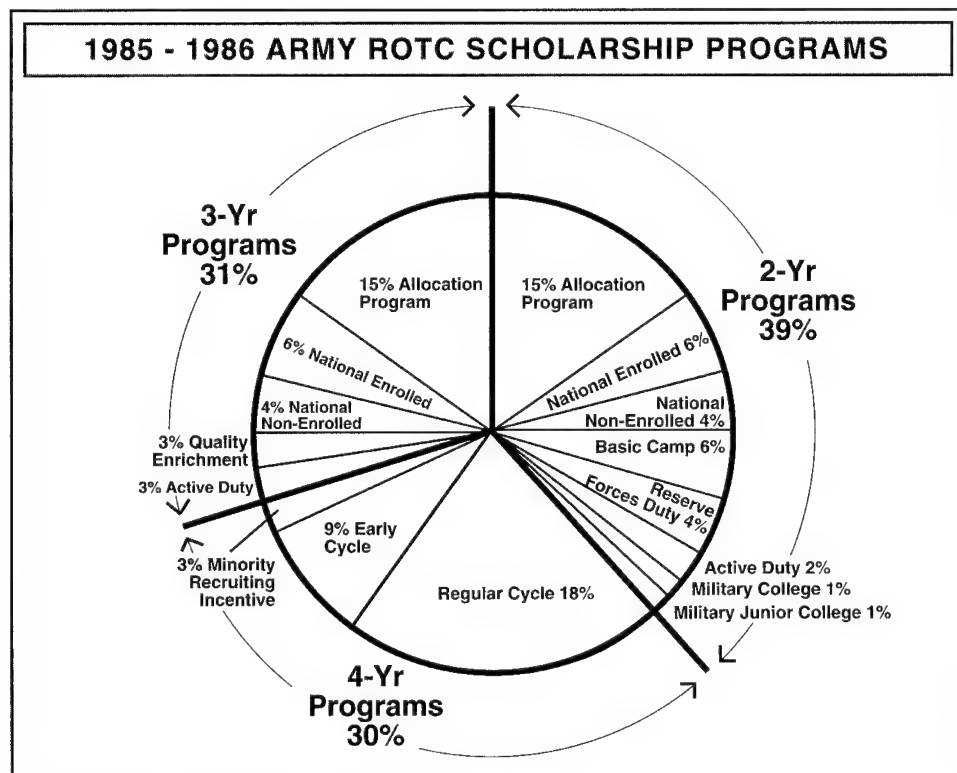 1985 - 1986 ARMY ROTC SCHOLARSHIP PROGRAMS
3-Yr
Programs
31%
2-Yr
Programs
39%
15% Allocation
Program
15% Allocation
Program
6% National Enrolled
National Enrolled 6%
4% National
Non-Enrolled
National
Non-Enrolled 4%
3% Quality
Enrichment
Basic Camp 6%
3% Active Duty
Reserve
Forces Duty 4%
9% Early
Cycle
3% Minority
Recruiting
Incentive
Regular Cycle 18%
Active Duty 2%
Military College 1%
Military Junior College 1%
4-Yr
Programs
30%